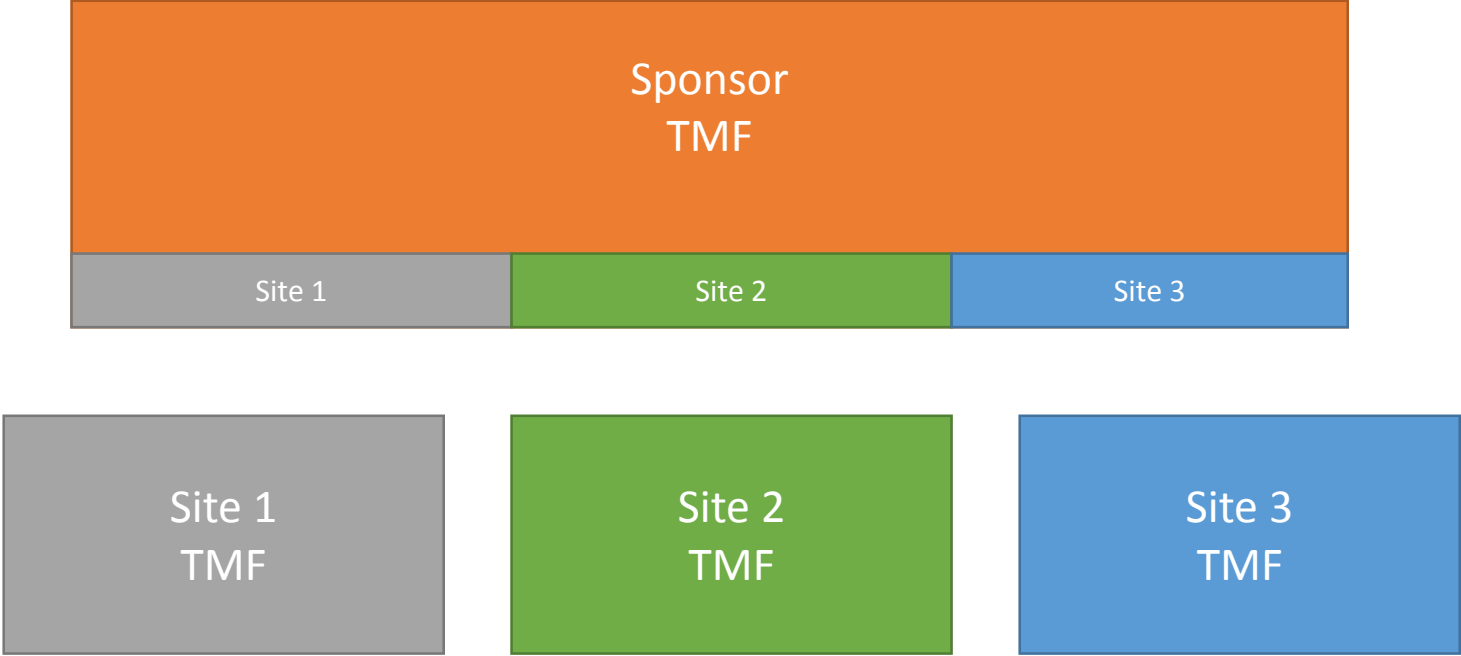 Sponsor
TMF
Site 1
Site 2
Site 3
Site 1
TMF
Site 2
TMF
Site 3
TMF